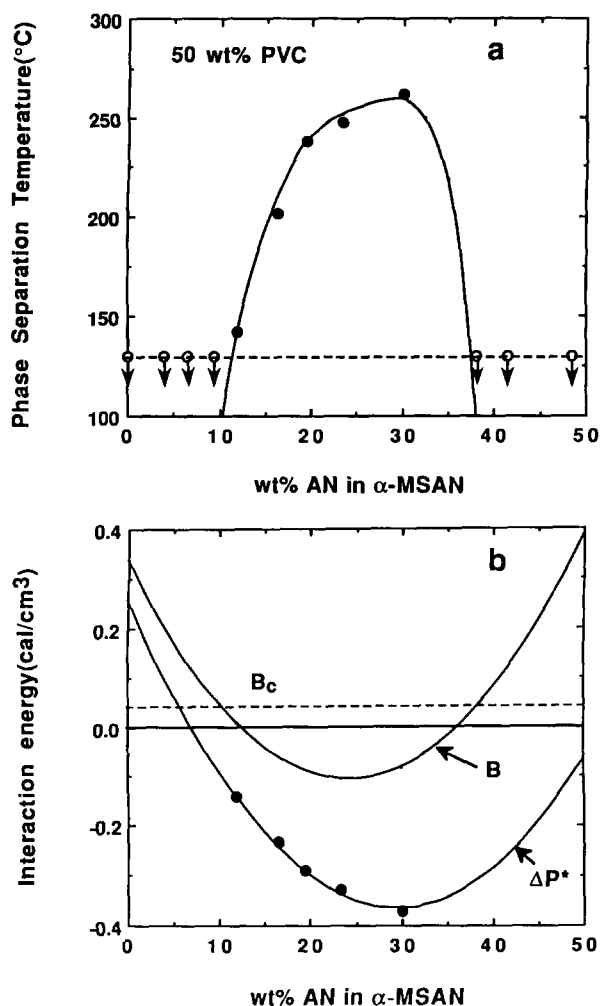 300
250
200
150
100
Phase Separation Temperature(°C)
50 wt% PVC
a
0 10 20 30 40 50
wt% AN in α-MSAN
0.4
0.2
0.0
-0.2
-0.4
Interaction energy(cal/cm³)
b
Bc
B
ΔP*
0 10 20 30 40 50
wt% AN in α-MSAN